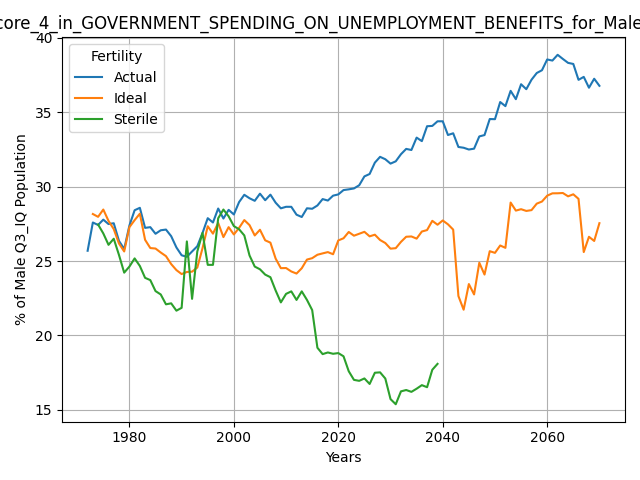 core_4_in_GOVERNMENT_SPENDING_ON_UNEMPLOYMENT_BENEFITS_for_Male
Fertility
Actual
Ideal
Sterile
% of Male Q3_IQ Population
40
35
30
25
20
15
1980
2000
2020
2040
2060
Years